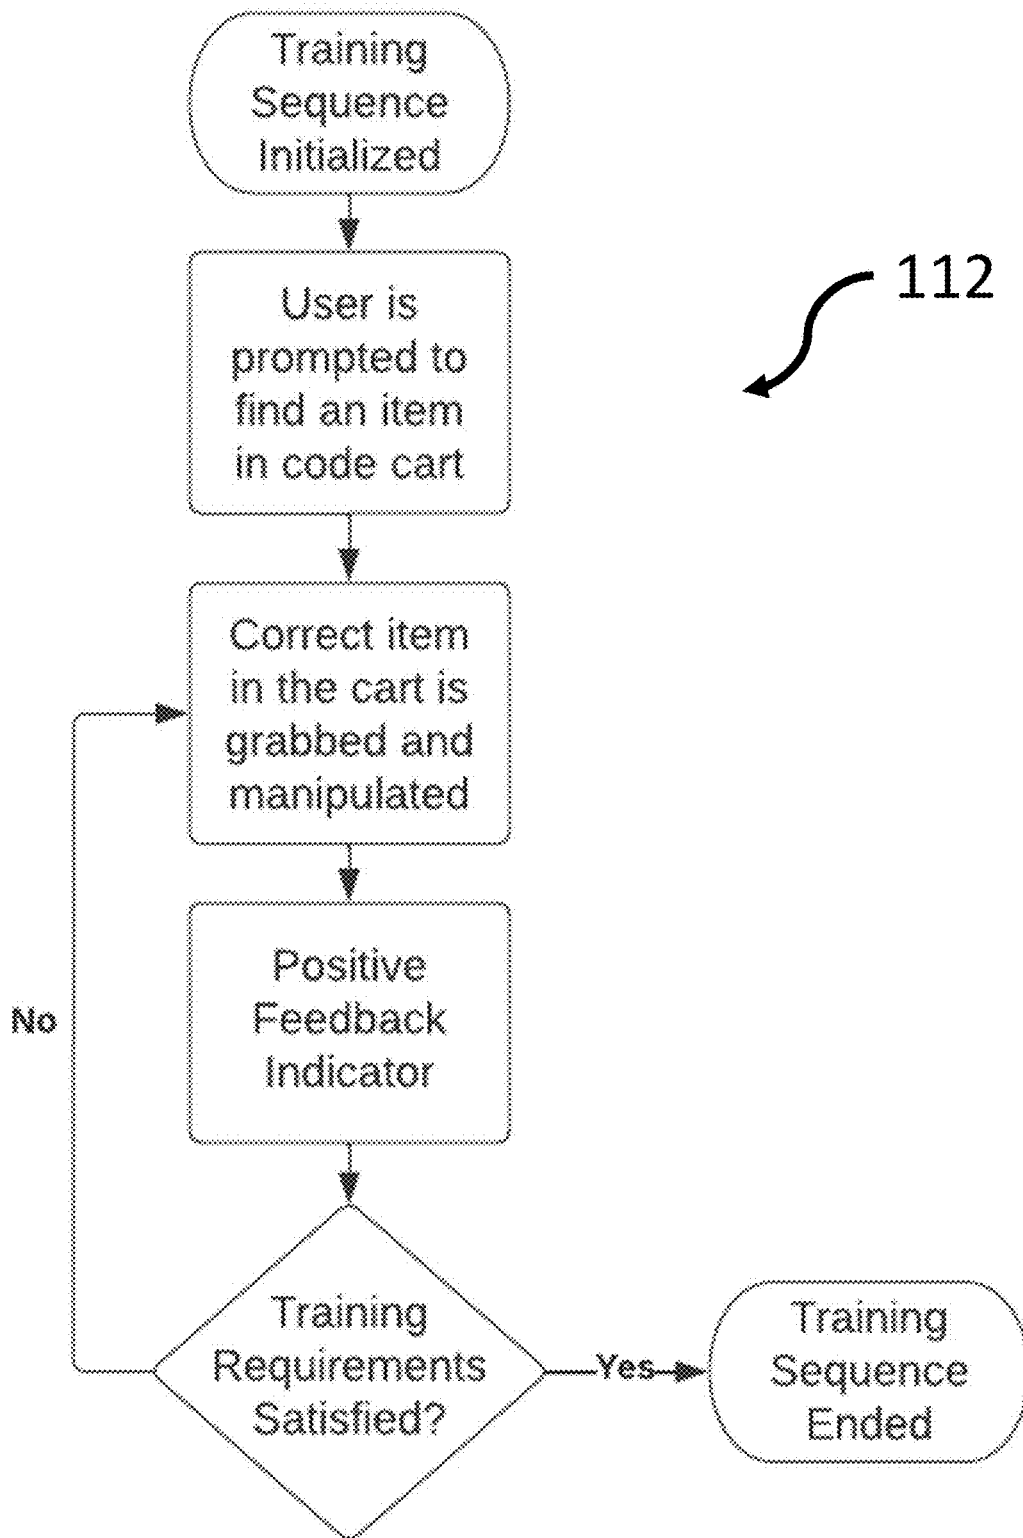 Training
Sequence
Initialized
User is
prompted to
find an item
in code cart
112
Correct item
in the cart is
grabbed and
manipulated
Positive
Feedback
Indicator
No
Training
Requirements
Satisfied?
Yes
Training
Sequence
Ended